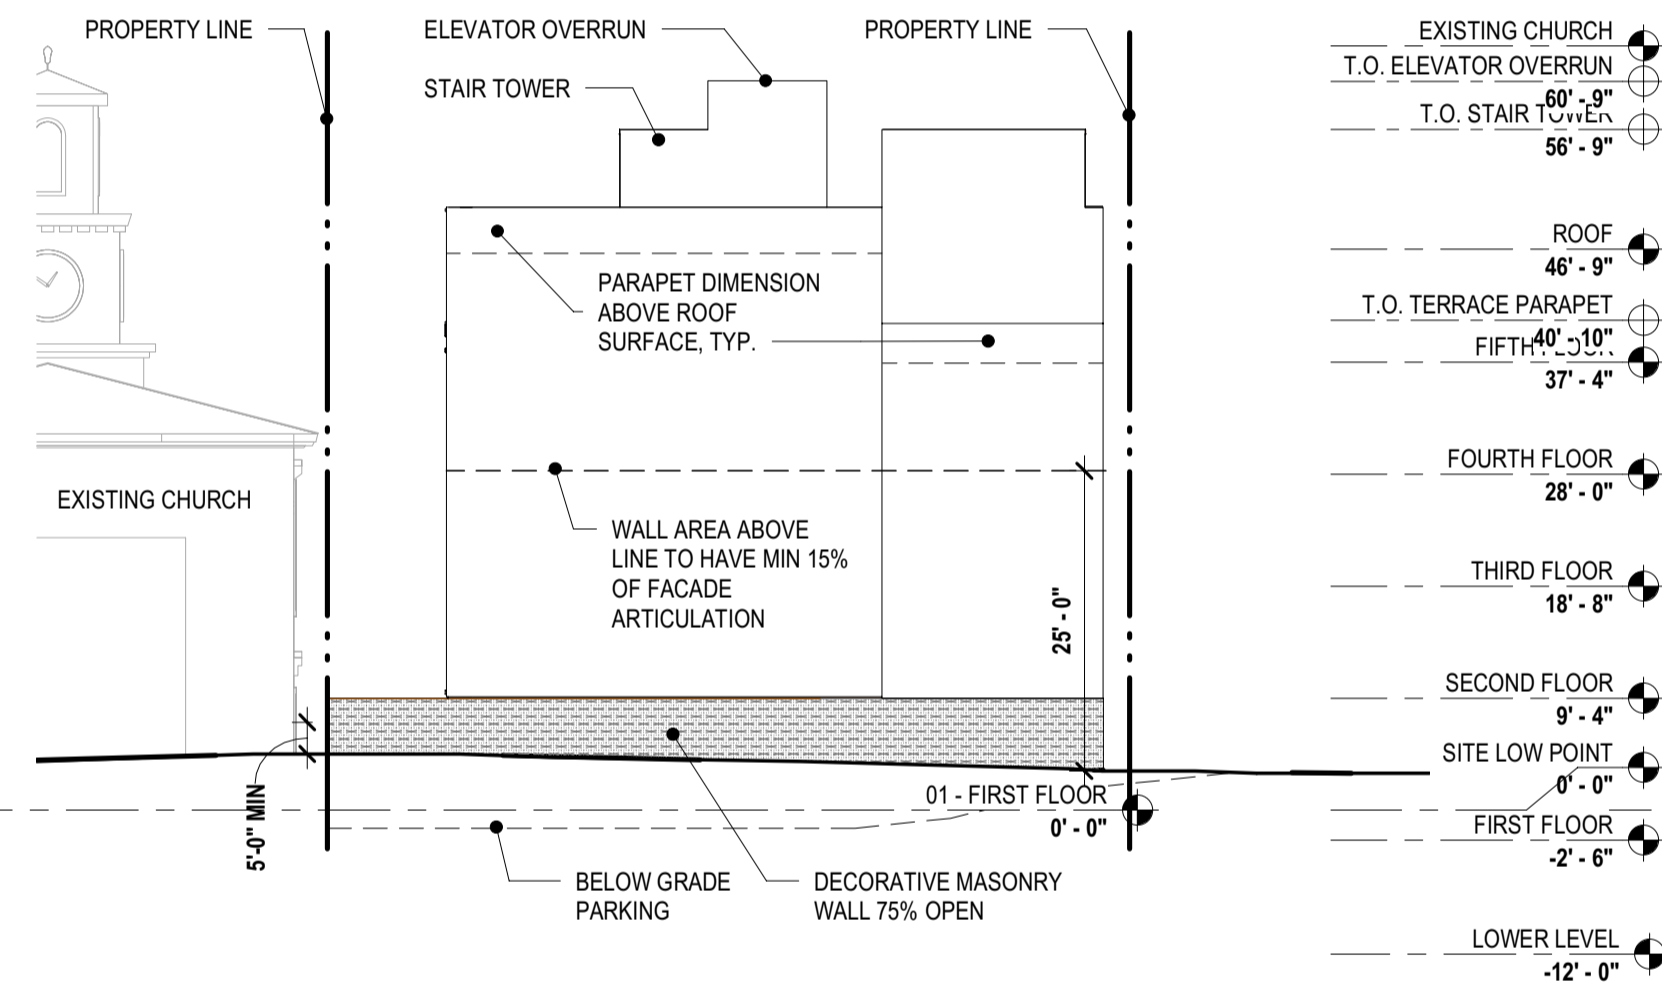 PROPERTY LINE
ELEVATOR OVERRUN
PROPERTY LINE
STAIR TOWER
PARAPET DIMENSION
ABOVE ROOF
SURFACE, TYP.
EXISTING CHURCH
WALL AREA ABOVE
LINE TO HAVE MIN 15%
OF FACADE
ARTICULATION
25' - 0"
5'-0" MIN
01 - FIRST FLOOR
0' - 0"
BELOW GRADE
PARKING
DECORATIVE MASONRY
WALL 75% OPEN
EXISTING CHURCH
T.O. ELEVATOR OVERRUN
60' - 9"
T.O. STAIR TOWER
56' - 9"
ROOF
46' - 9"
T.O. TERRACE PARAPET
40' - 10"
FIFTH FLOOR
37' - 4"
FOURTH FLOOR
28' - 0"
THIRD FLOOR
18' - 8"
SECOND FLOOR
9' - 4"
SITE LOW POINT
0' - 0"
FIRST FLOOR
-2' - 6"
LOWER LEVEL
-12' - 0"